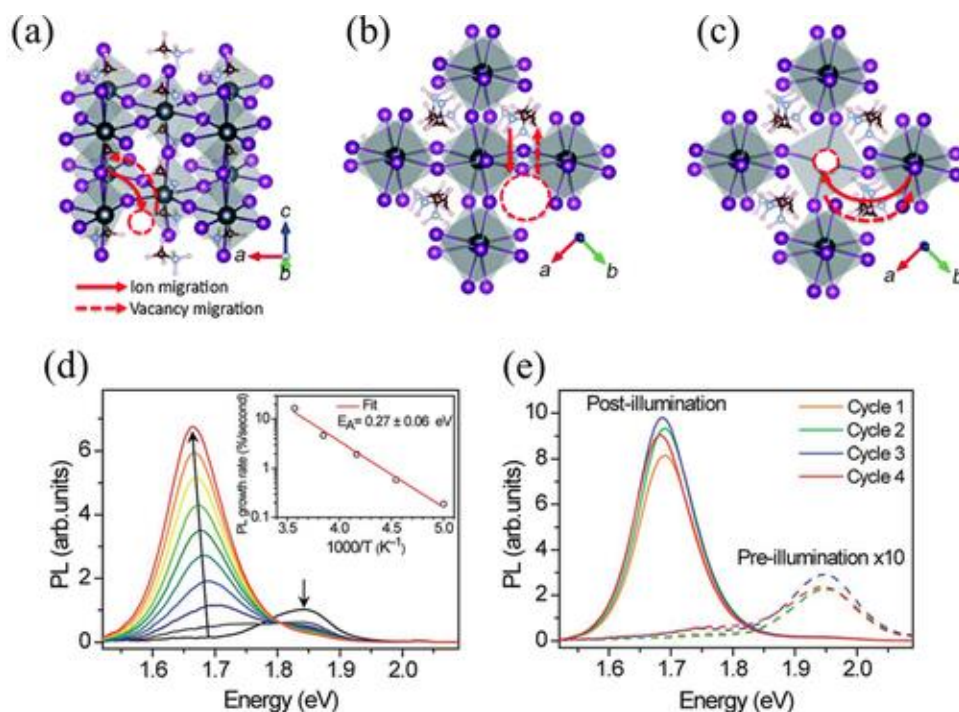 (a)
(b)
(c)
c
a
b
a
b
a
b
Ion migration
Vacancy migration
(d)
PL (arb.units)
6
4
2
0
1.6 1.7 1.8 1.9 2.0
Energy (eV)
PL growth rate (%/second)
10
1
0.1
Fit
E_A= 0.27 ± 0.06 eV
3.5 4.0 4.5 5.0
1000/T (K⁻¹)
(e)
PL (arb.units)
10
8
6
4
2
0
Post-illumination
Cycle 1
Cycle 2
Cycle 3
Cycle 4
Pre-illumination x10
1.6 1.7 1.8 1.9 2.0
Energy (eV)